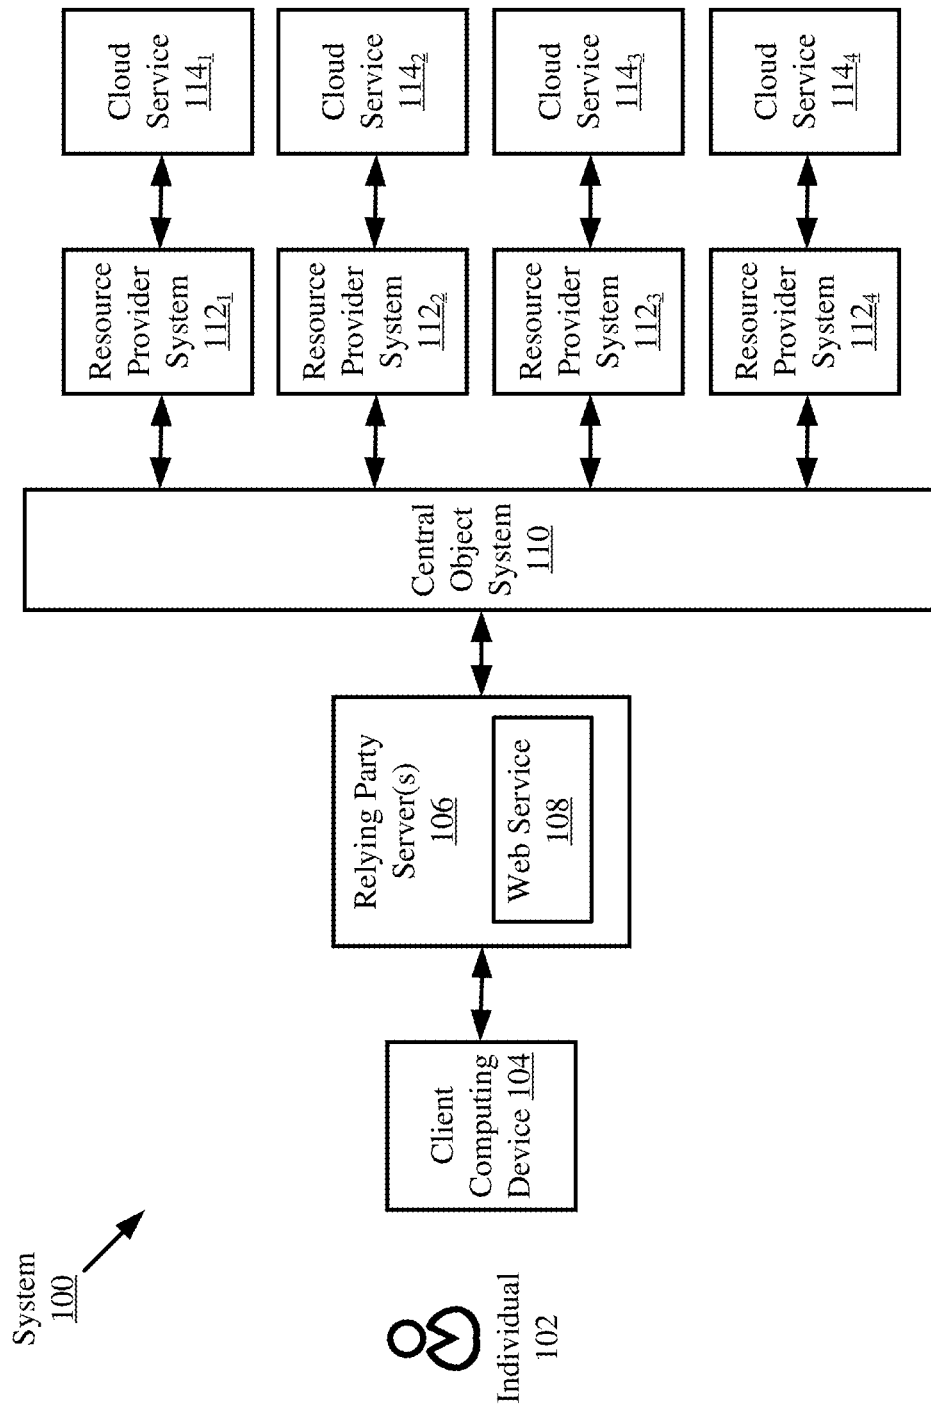 System
100
Individual
102
Client
Computing
Device 104
Relying Party
Server(s)
106
Web Service
108
Central
Object
System
110
Resource
Provider
System
112₁
Cloud
Service
114₁
Resource
Provider
System
112₂
Cloud
Service
114₂
Resource
Provider
System
112₃
Cloud
Service
114₃
Resource
Provider
System
112₄
Cloud
Service
114₄